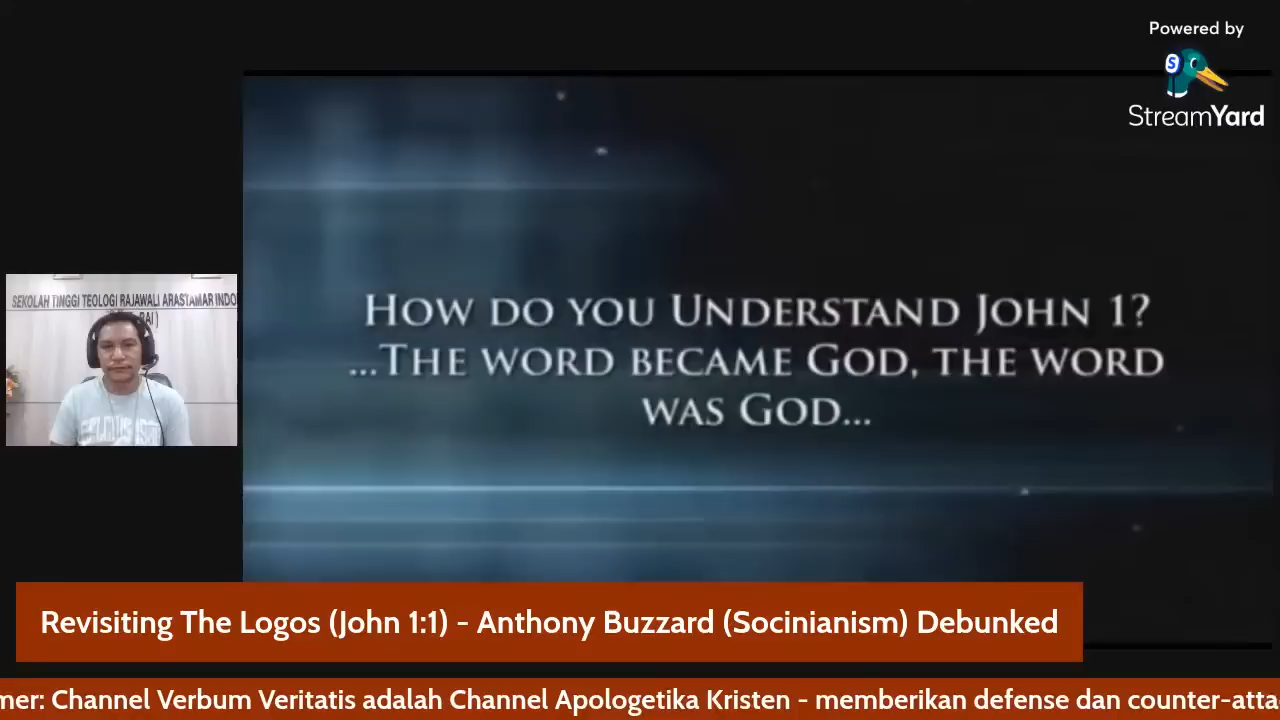 Powered by
StreamYard
How do you Understand John 1?
...The word became God, the word
was God...
SEKOLAH TINGGI TEOLOGI RAJAWALI ARASTAMAR INDO
Revisiting The Logos (John 1:1) - Anthony Buzzard (Socinianism) Debunked
mer: Channel Verbum Veritatis adalah Channel Apologetika Kristen - memberikan defense dan counter-atta